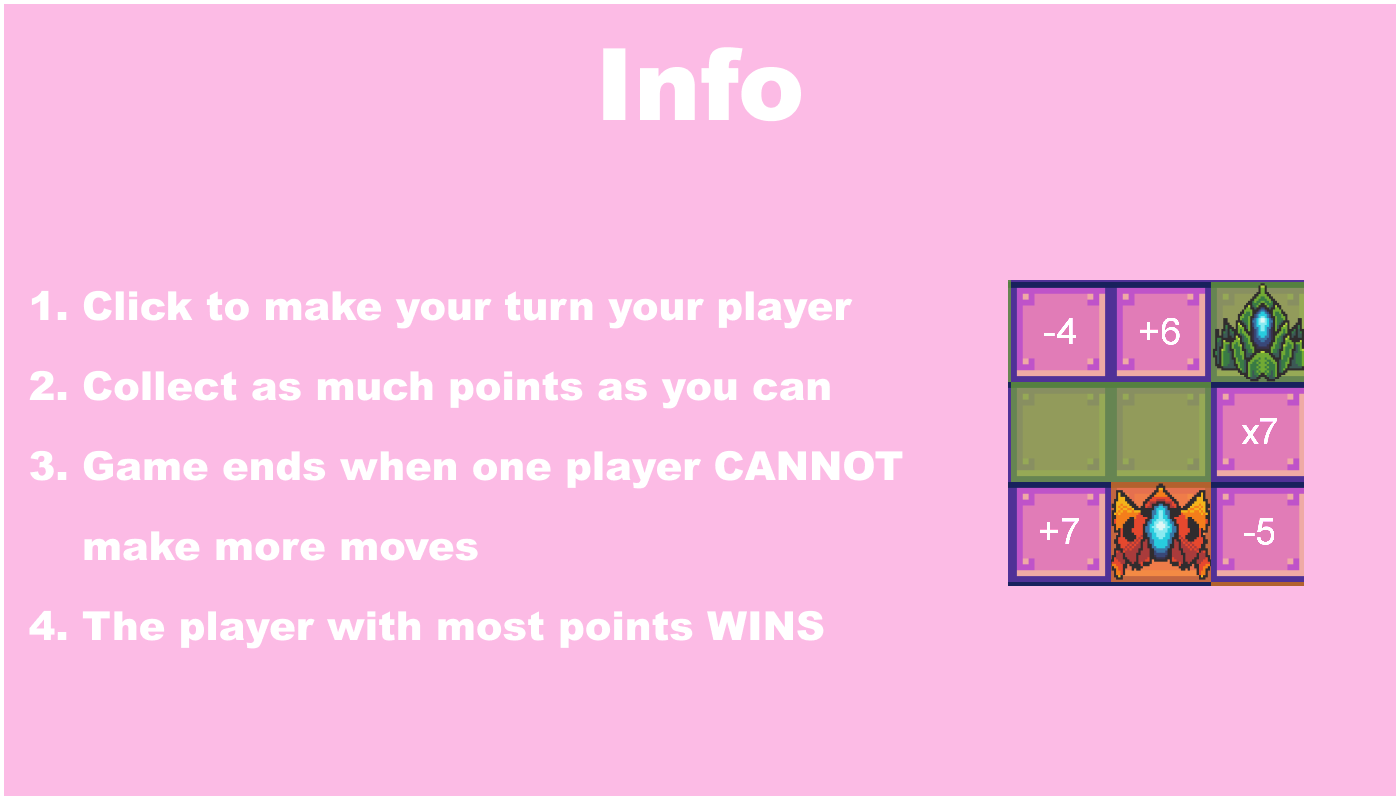 Info
1. Click to make your turn your player
2. Collect as much points as you can
3. Game ends when one player CANNOT
make more moves
4. The player with most points WINS
-4 +6
x7
+7 -5